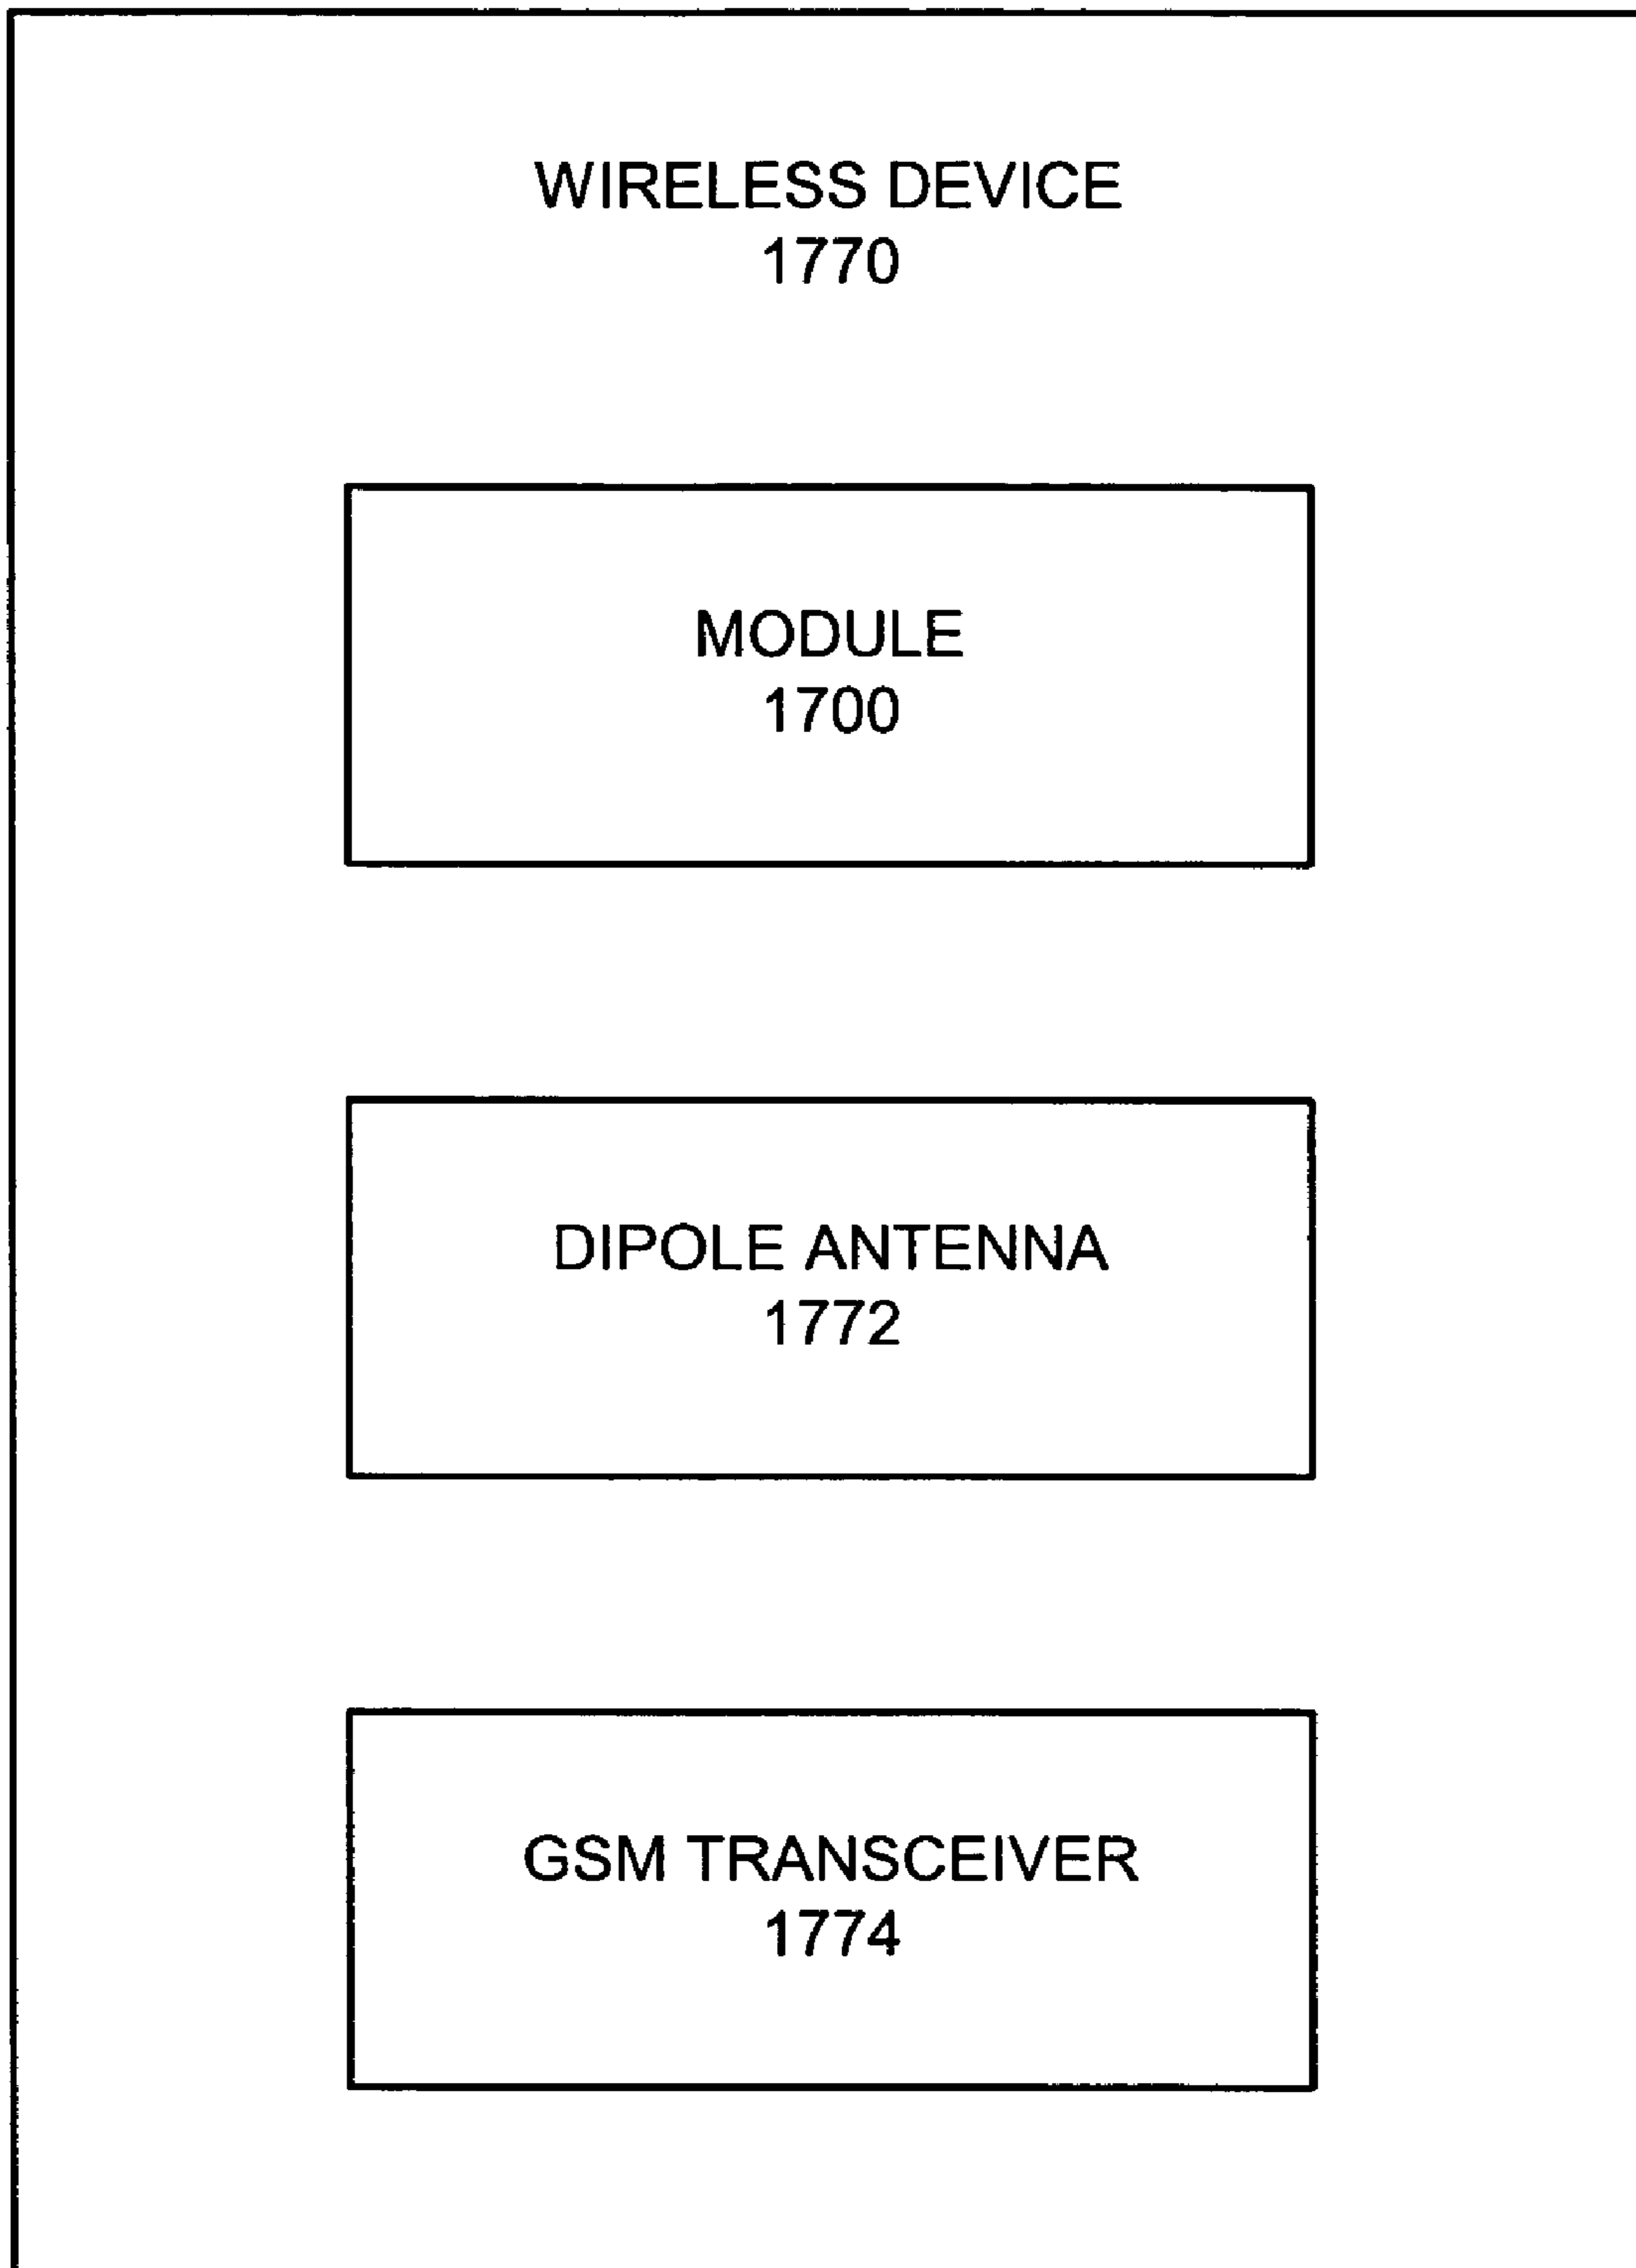 WIRELESS DEVICE
1770
MODULE
1700
DIPOLE ANTENNA
1772
GSM TRANSCEIVER
1774